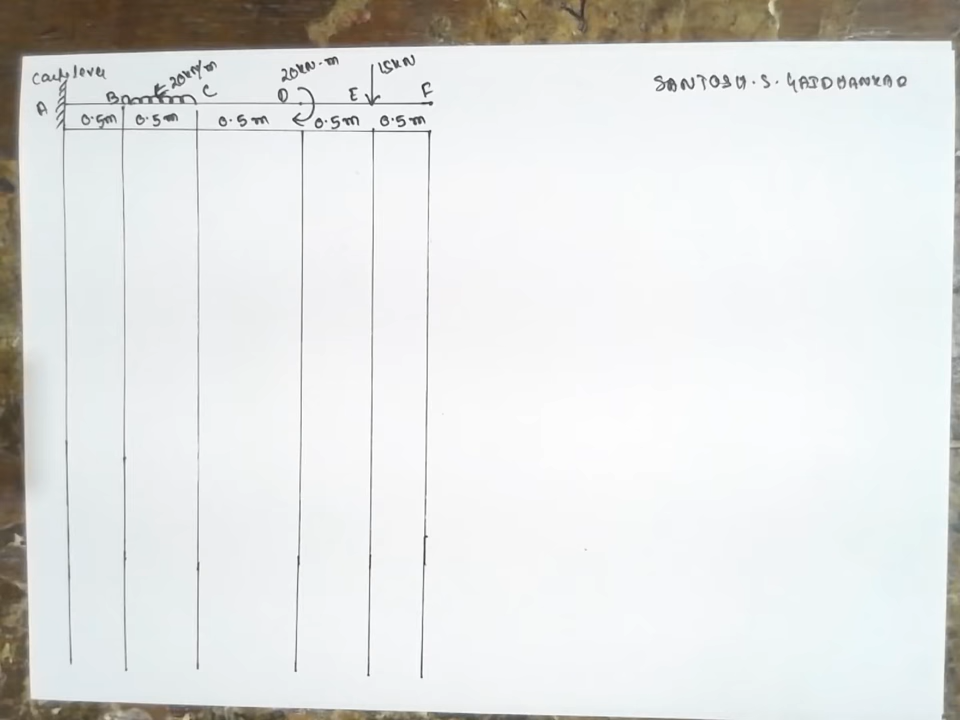 Cantilever
20kN/m
20kN-m
15kN
SANTOSH.S.GAIDHANKAR
A
B
C
D
E
F
0.5m 0.5m 0.5m 0.5m 0.5m